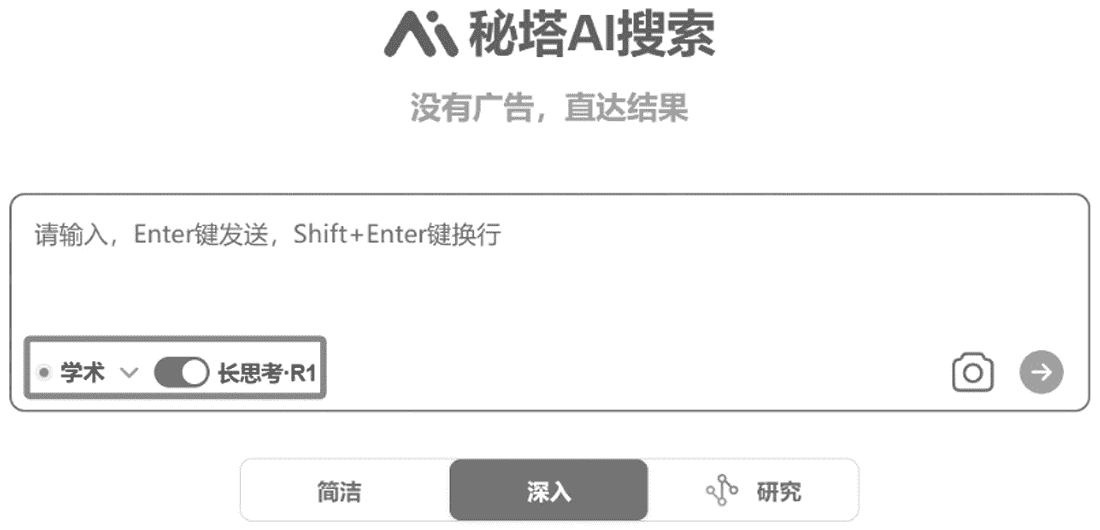 秘塔AI搜索
没有广告，直达结果
请输入，Enter键发送，Shift+Enter键换行
学术 长思考·R1
简洁 深入 研究